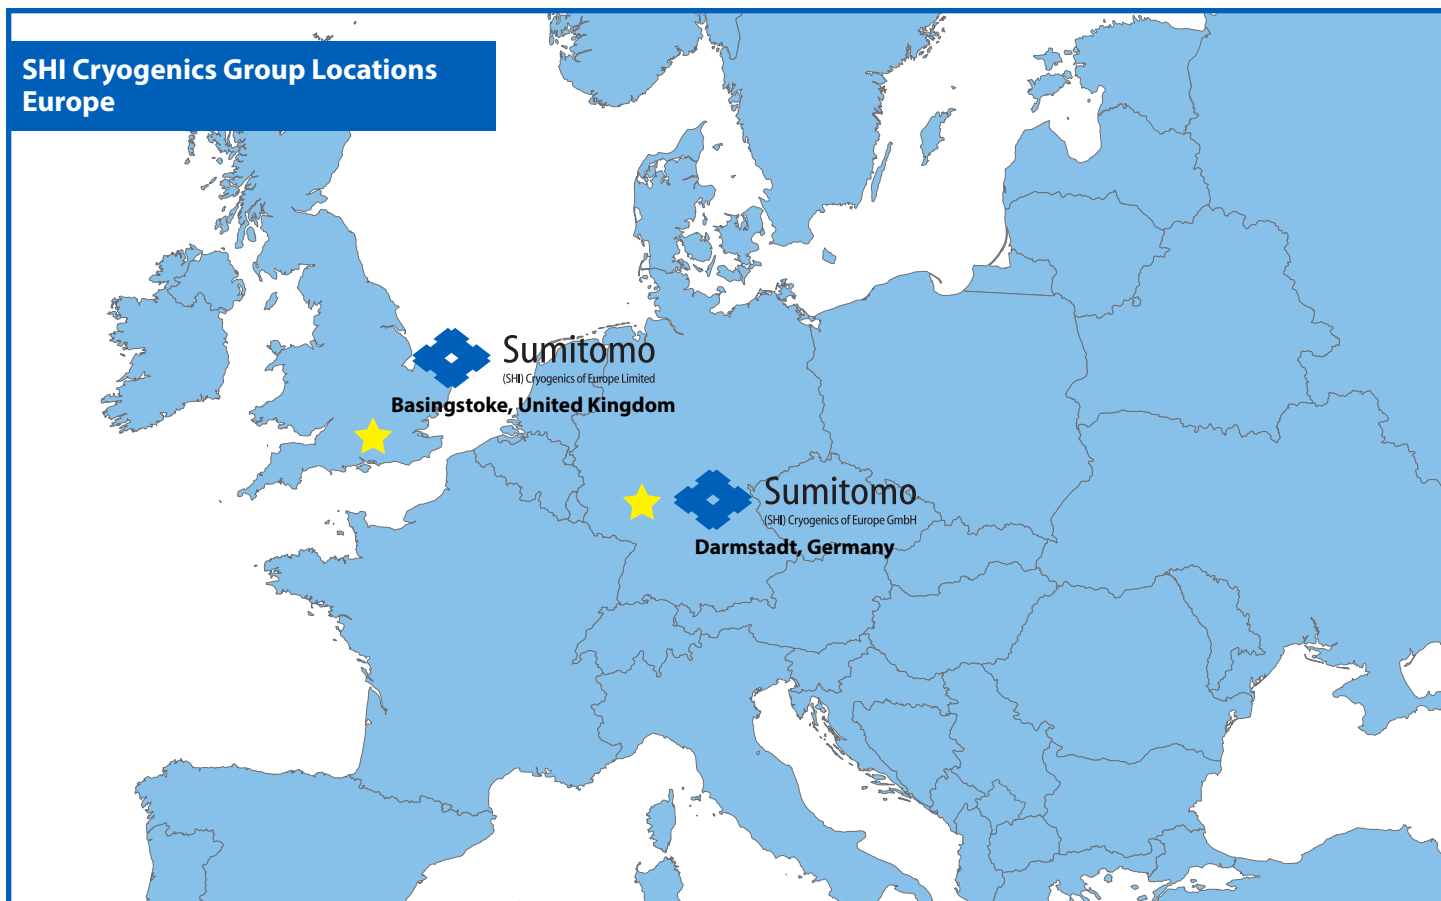 SHI Cryogenics Group Locations
Europe
Sumitomo
(SHI) Cryogenics of Europe Limited
Basingstoke, United Kingdom
Sumitomo
(SHI) Cryogenics of Europe GmbH
Darmstadt, Germany